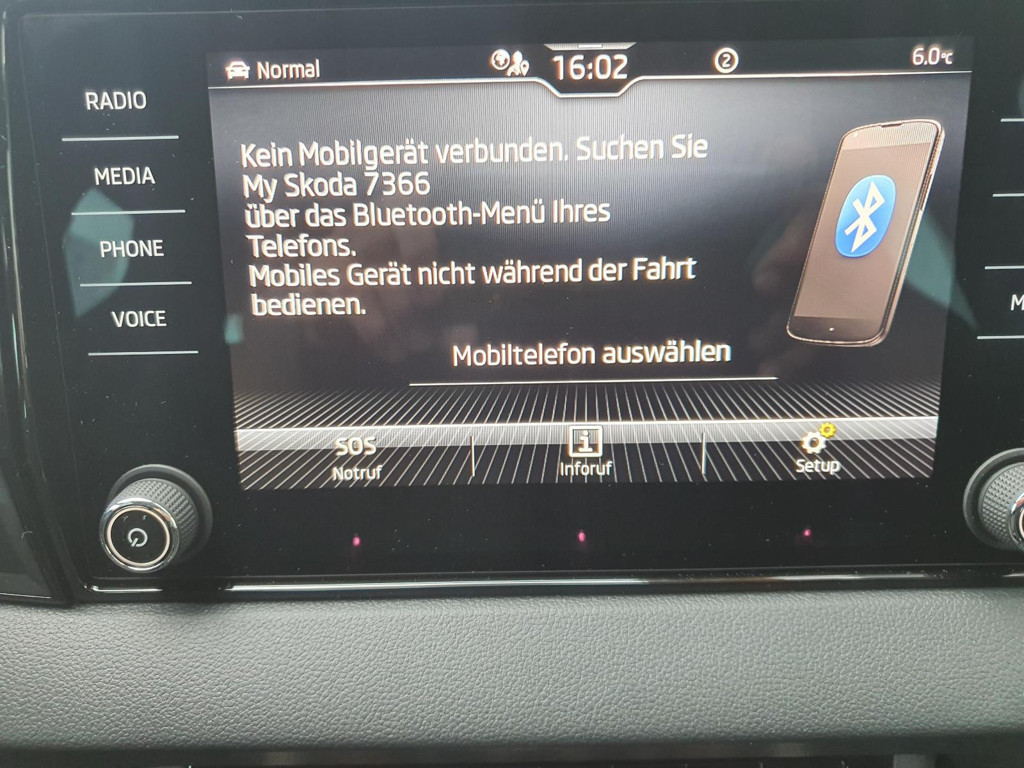 Normal
16:02
2
6.0°C
RADIO
MEDIA
PHONE
VOICE
Kein Mobilgerät verbunden. Suchen Sie
My Skoda 7366
über das Bluetooth-Menü Ihres
Telefons.
Mobiles Gerät nicht während der Fahrt
bedienen.
Mobiltelefon auswählen
SOS
Notruf
i
Inforuf
Setup
M